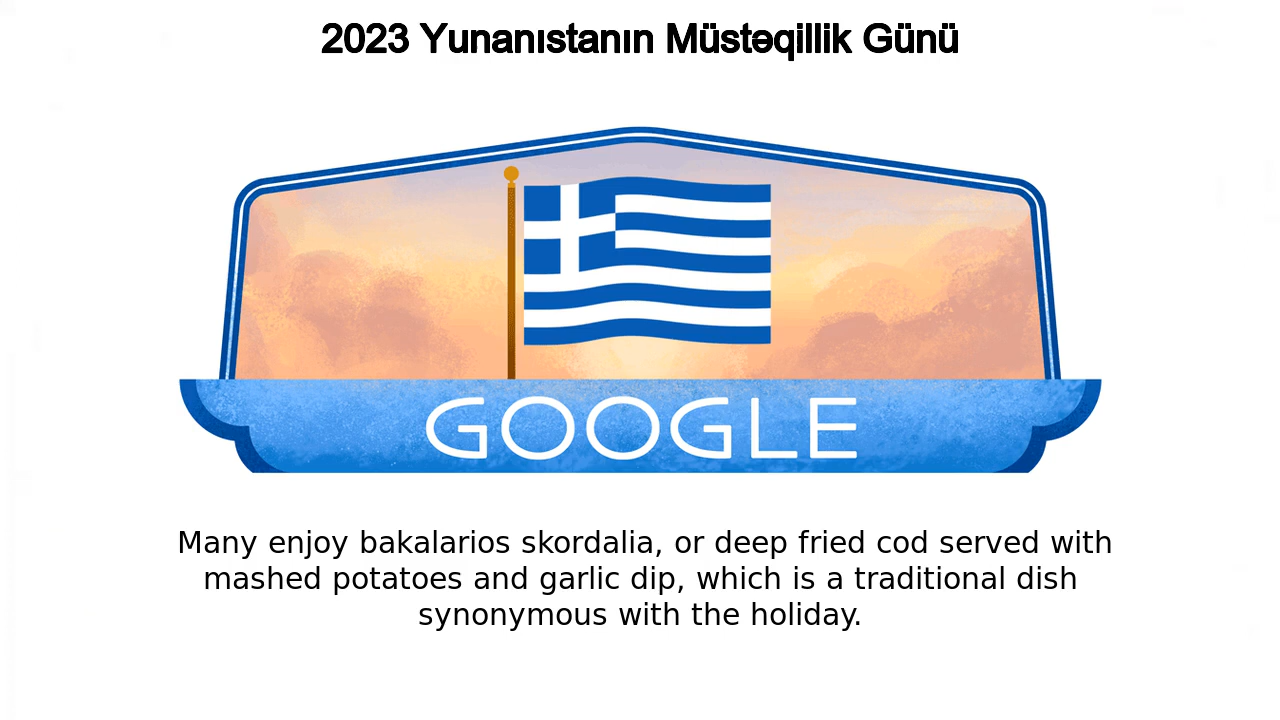 2023 Yunanıstanın Müstəqillik Günü
GOOGLE
Many enjoy bakalarios skordalia, or deep fried cod served with
mashed potatoes and garlic dip, which is a traditional dish
synonymous with the holiday.